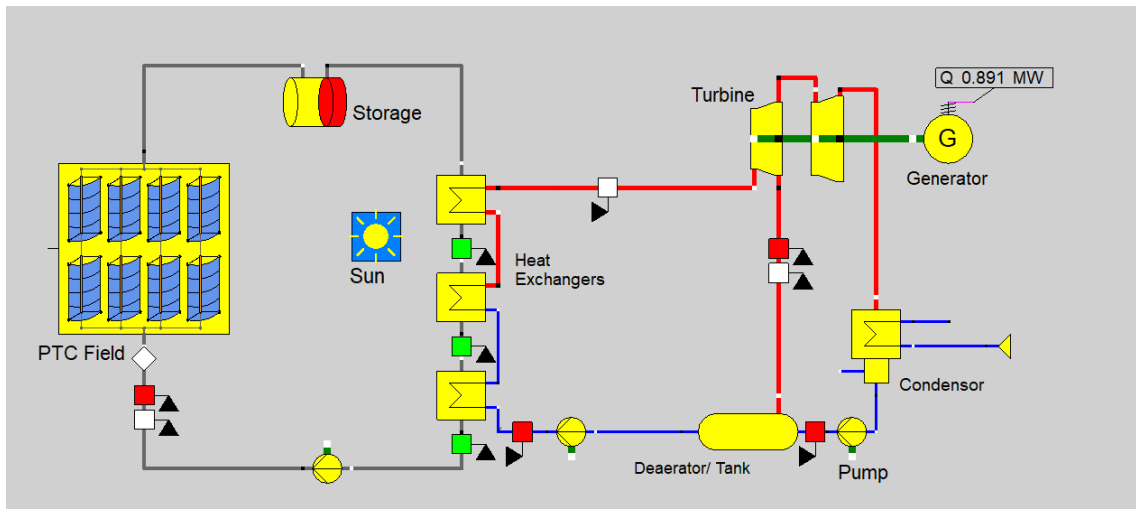 Q 0.891 MW
Turbine
Storage
G
Generator
Heat
Exchangers
Sun
PTC Field
Condensor
Deaerator/ Tank
Pump